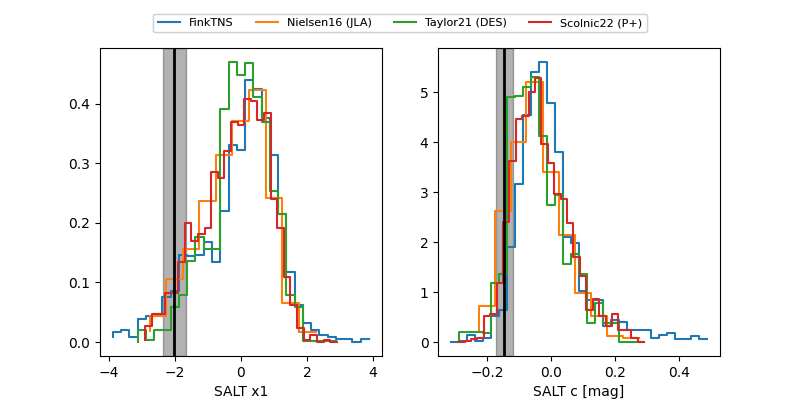 FinkTNS Nielsen16 (JLA) Taylor21 (DES) Scolnic22 (P+)
0.4
0.3
0.2
0.1
0.0
−4 −2 0 2 4
SALT x1
5
4
3
2
1
0
−0.2 0.0 0.2 0.4
SALT c [mag]